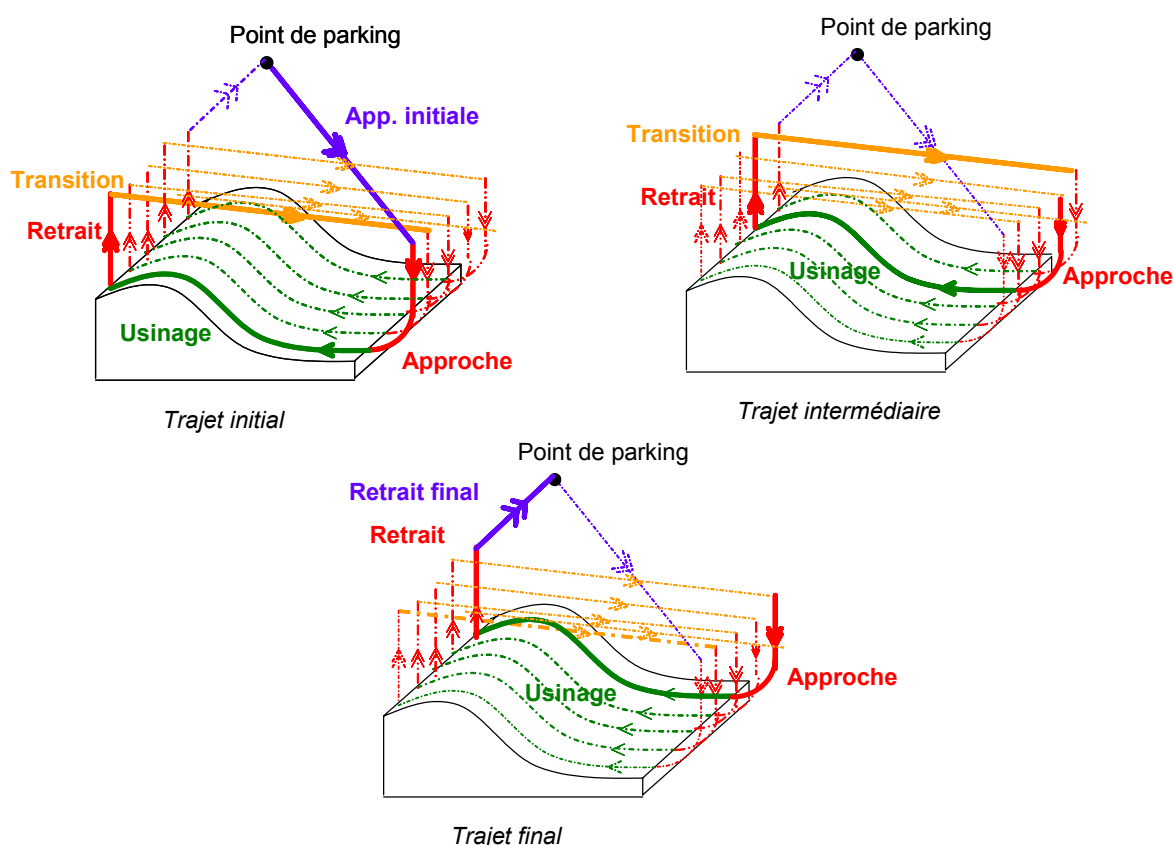 Point de parking
App. initiale
Transition
Retrait
Usinage
Approche
Trajet initial
Point de parking
Transition
Retrait
Usinage
Approche
Trajet intermédiaire
Point de parking
Retrait final
Retrait
Usinage
Approche
Trajet final